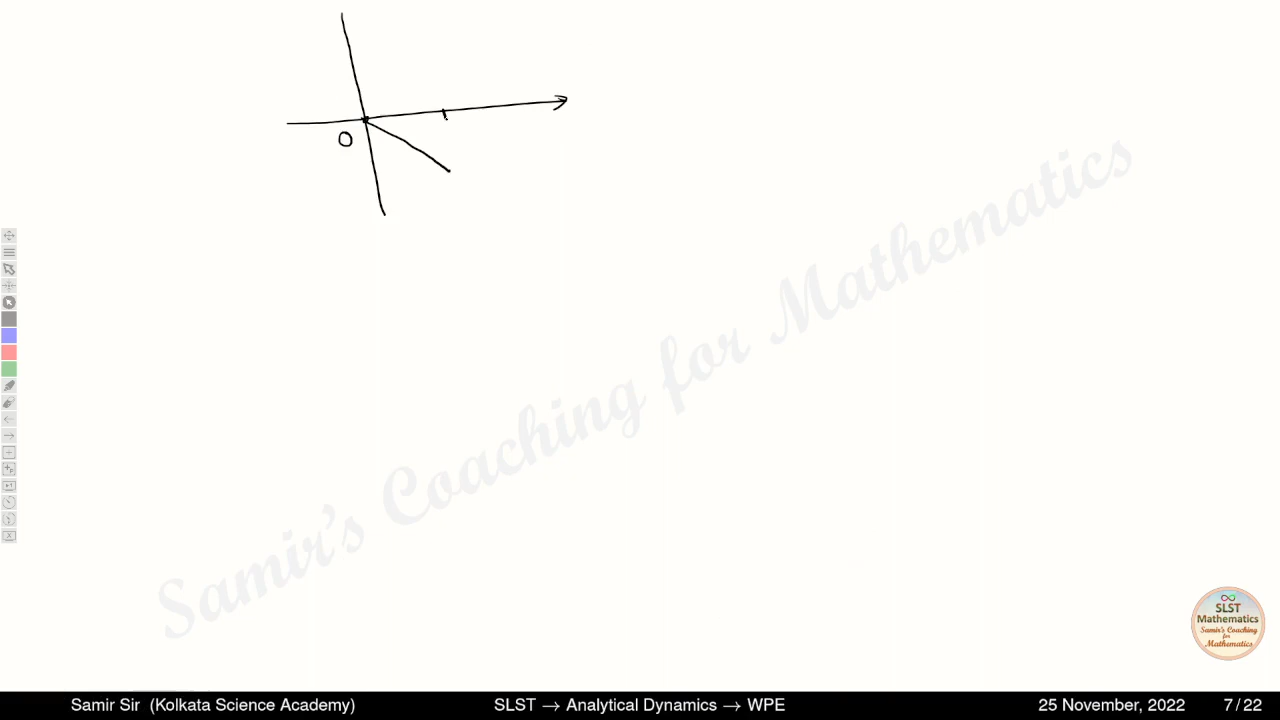 O
Samir's Coaching for Mathematics
SLST
Mathematics
Samir's Coaching
for
Mathematics
Samir Sir (Kolkata Science Academy) SLST → Analytical Dynamics → WPE 25 November, 2022 7 / 22